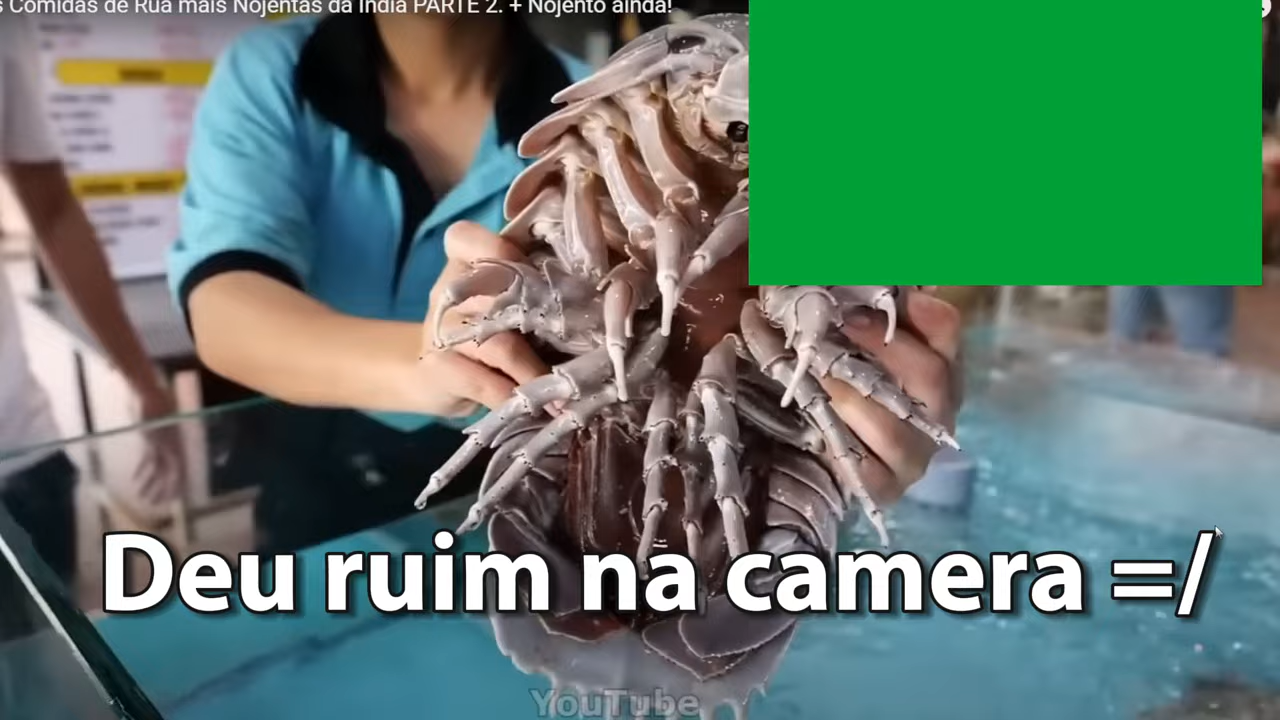 s Comidas de Rua mais Nojentas da Índia PARTE 2. + Nojento ainda!
Deu ruim na camera =/
YouTube